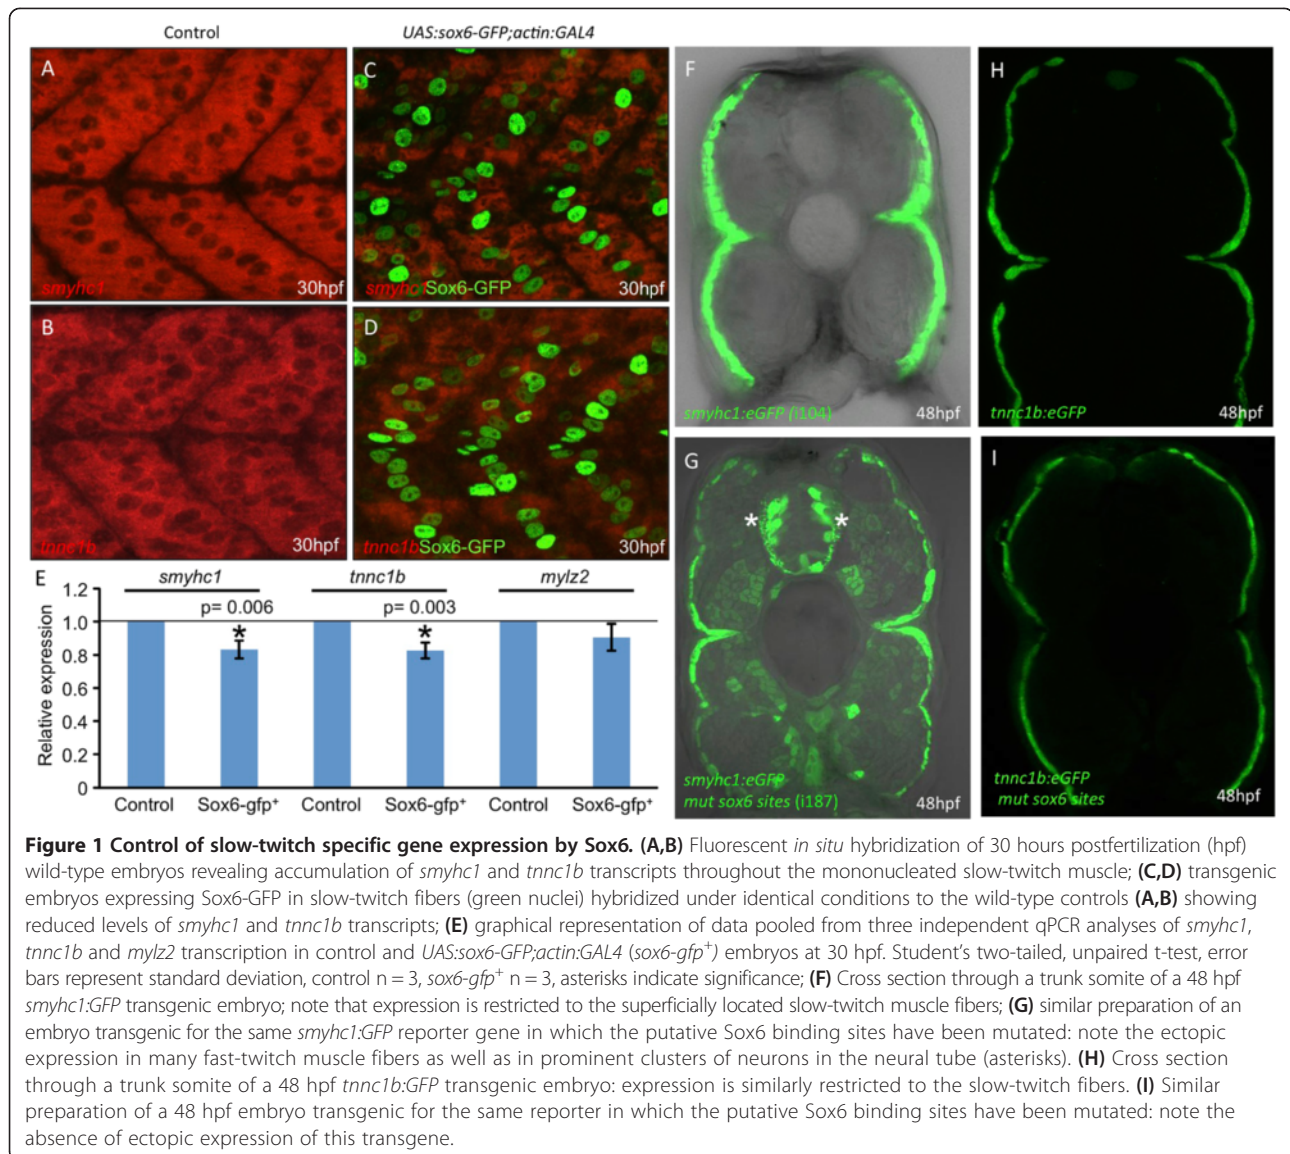 Control
UAS:sox6-GFP;actin:GAL4
A
smyhc1
30hpf
C
smyhc1Sox6-GFP
30hpf
B
tnnc1b
30hpf
D
tnnc1bSox6-GFP
30hpf
F
smyhc1:eGFP (i104)
48hpf
H
tnnc1b:eGFP
48hpf
G
*
*
smyhc1:eGFP
mut sox6 sites (i187)
48hpf
I
tnnc1b:eGFP
mut sox6 sites
48hpf
E
smyhc1
tnnc1b
mylz2
p= 0.006
p= 0.003
*
*
Relative expression
1.2
1.0
0.8
0.6
0.4
0.2
0
Control
Sox6-gfp⁺
Control
Sox6-gfp⁺
Control
Sox6-gfp⁺
Figure 1 Control of slow-twitch specific gene expression by Sox6. (A,B) Fluorescent in situ hybridization of 30 hours postfertilization (hpf)
wild-type embryos revealing accumulation of smyhc1 and tnnc1b transcripts throughout the mononucleated slow-twitch muscle; (C,D) transgenic
embryos expressing Sox6-GFP in slow-twitch fibers (green nuclei) hybridized under identical conditions to the wild-type controls (A,B) showing
reduced levels of smyhc1 and tnnc1b transcripts; (E) graphical representation of data pooled from three independent qPCR analyses of smyhc1,
tnnc1b and mylz2 transcription in control and UAS:sox6-GFP;actin:GAL4 (sox6-gfp⁺) embryos at 30 hpf. Student's two-tailed, unpaired t-test, error
bars represent standard deviation, control n = 3, sox6-gfp⁺ n = 3, asterisks indicate significance; (F) Cross section through a trunk somite of a 48 hpf
smyhc1:GFP transgenic embryo; note that expression is restricted to the superficially located slow-twitch muscle fibers; (G) similar preparation of an
embryo transgenic for the same smyhc1:GFP reporter gene in which the putative Sox6 binding sites have been mutated: note the ectopic
expression in many fast-twitch muscle fibers as well as in prominent clusters of neurons in the neural tube (asterisks). (H) Cross section
through a trunk somite of a 48 hpf tnnc1b:GFP transgenic embryo: expression is similarly restricted to the slow-twitch fibers. (I) Similar
preparation of a 48 hpf embryo transgenic for the same reporter in which the putative Sox6 binding sites have been mutated: note the
absence of ectopic expression of this transgene.